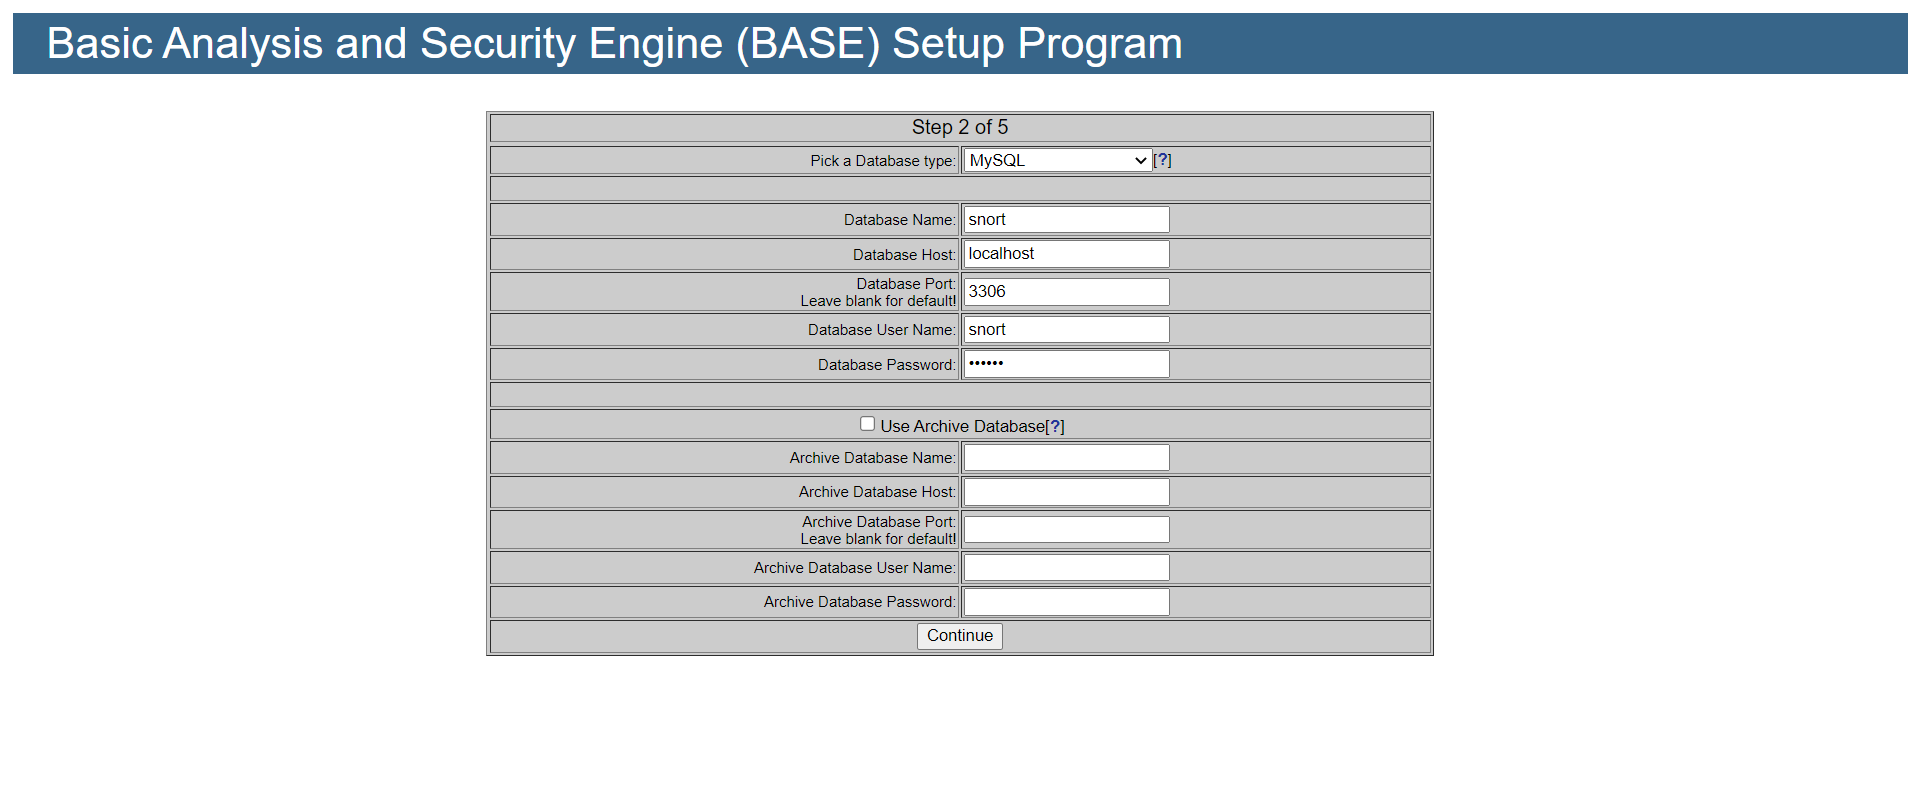 Basic Analysis and Security Engine (BASE) Setup Program
Step 2 of 5
Pick a Database type: MySQL [?]
Database Name: snort
Database Host: localhost
Database Port:
Leave blank for default! 3306
Database User Name: snort
Database Password: ••••••
Use Archive Database[?]
Archive Database Name:
Archive Database Host:
Archive Database Port:
Leave blank for default!
Archive Database User Name:
Archive Database Password:
Continue